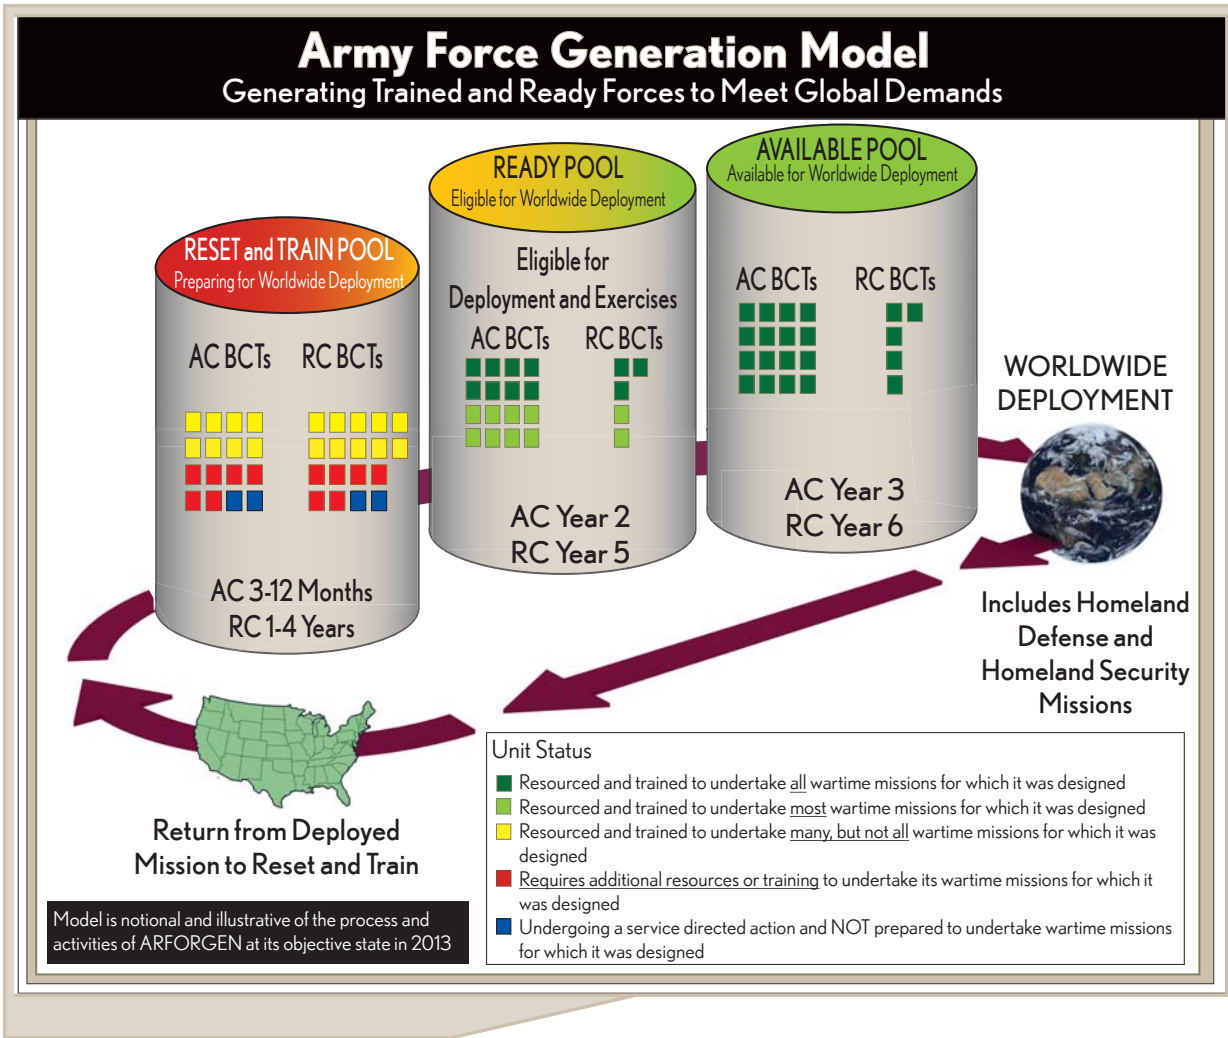 Army Force Generation Model
Generating Trained and Ready Forces to Meet Global Demands
RESET and TRAIN POOL
Preparing for Worldwide Deployment
AC BCTs RC BCTs
AC 3-12 Months
RC 1-4 Years
READY POOL
Eligible for Worldwide Deployment
Eligible for
Deployment and Exercises
AC BCTs RC BCTs
AC Year 2
RC Year 5
AVAILABLE POOL
Available for Worldwide Deployment
AC BCTs RC BCTs
AC Year 3
RC Year 6
WORLDWIDE
DEPLOYMENT
Includes Homeland
Defense and
Homeland Security
Missions
Return from Deployed
Mission to Reset and Train
Model is notional and illustrative of the process and
activities of ARFORGEN at its objective state in 2013
Unit Status
Resourced and trained to undertake all wartime missions for which it was designed
Resourced and trained to undertake most wartime missions for which it was designed
Resourced and trained to undertake many, but not all wartime missions for which it was
designed
Requires additional resources or training to undertake its wartime missions for which it
was designed
Undergoing a service directed action and NOT prepared to undertake wartime missions
for which it was designed